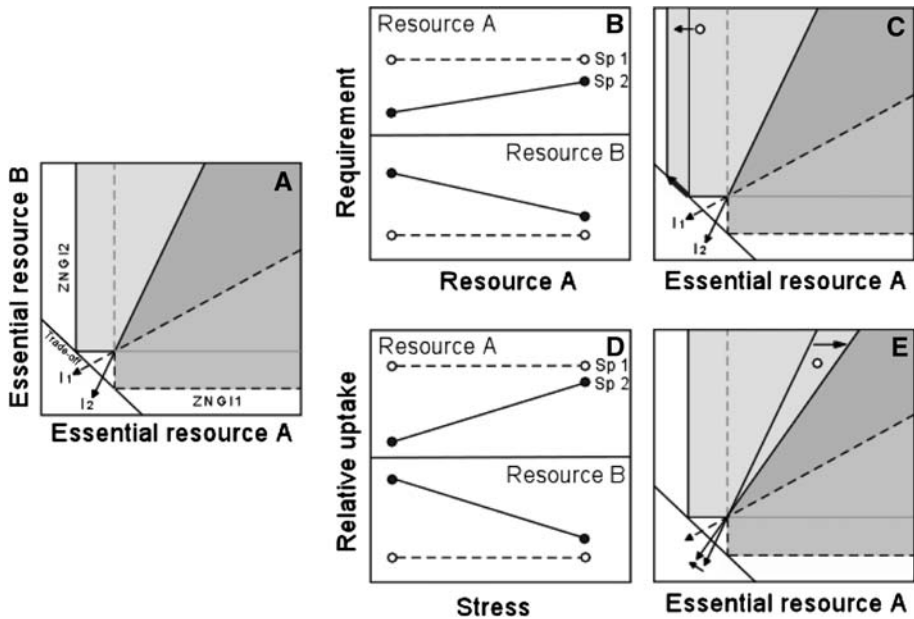 A
Essential resource B
ZNGI2
Trade-off
I1
I2
ZNGI1
Essential resource A
B
Resource A
Sp 1
Sp 2
Requirement
Resource B
Resource A
C
I1
I2
Essential resource A
D
Resource A
Sp 1
Sp 2
Relative uptake
Resource B
Stress
E
Essential resource A